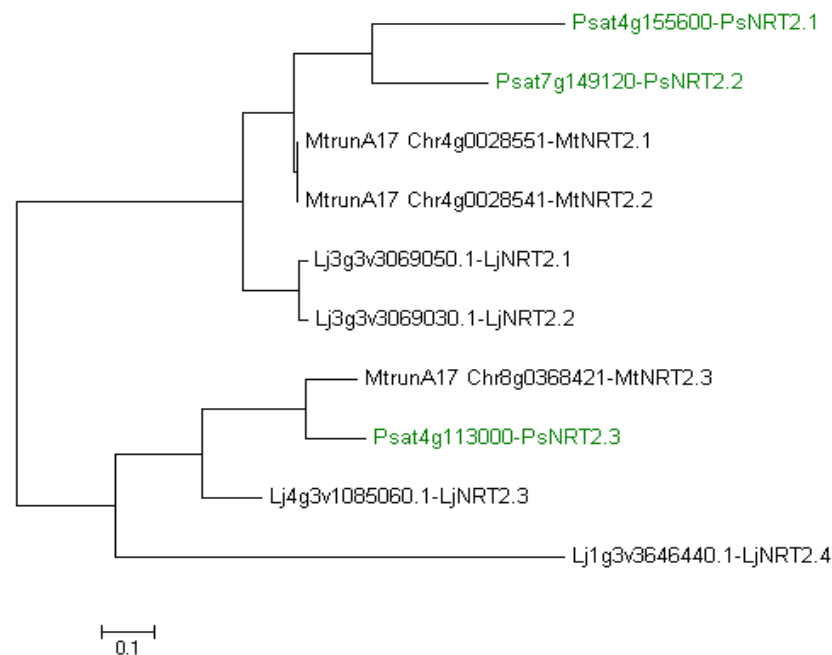 Psat4g155600-PsNRT2.1
Psat7g149120-PsNRT2.2
MtrunA17 Chr4g0028551-MtNRT2.1
MtrunA17 Chr4g0028541-MtNRT2.2
Lj3g3v3069050.1-LjNRT2.1
Lj3g3v3069030.1-LjNRT2.2
MtrunA17 Chr8g0368421-MtNRT2.3
Psat4g113000-PsNRT2.3
Lj4g3v1085060.1-LjNRT2.3
Lj1g3v3646440.1-LjNRT2.4
0.1